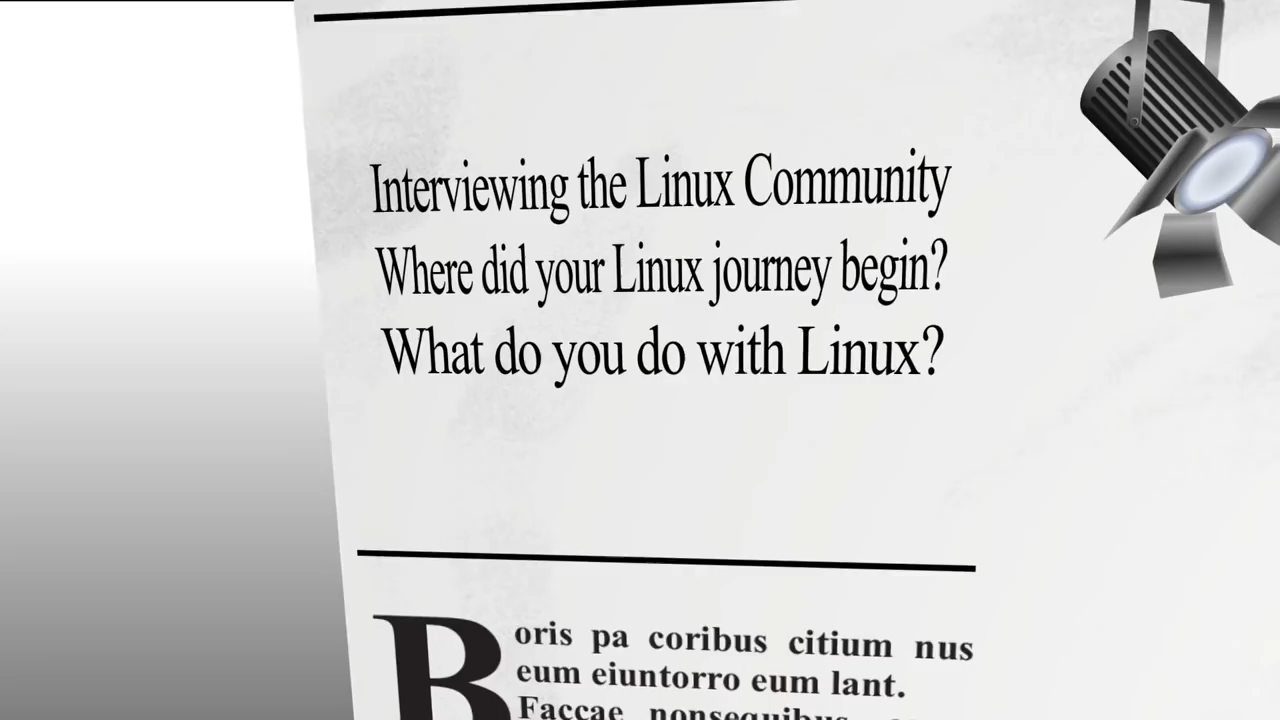 Interviewing the Linux Community
Where did your Linux journey begin?
What do you do with Linux?
Boris pa coribus citium nus
eum eiuntorro eum lant.
Faccae nonsequibus